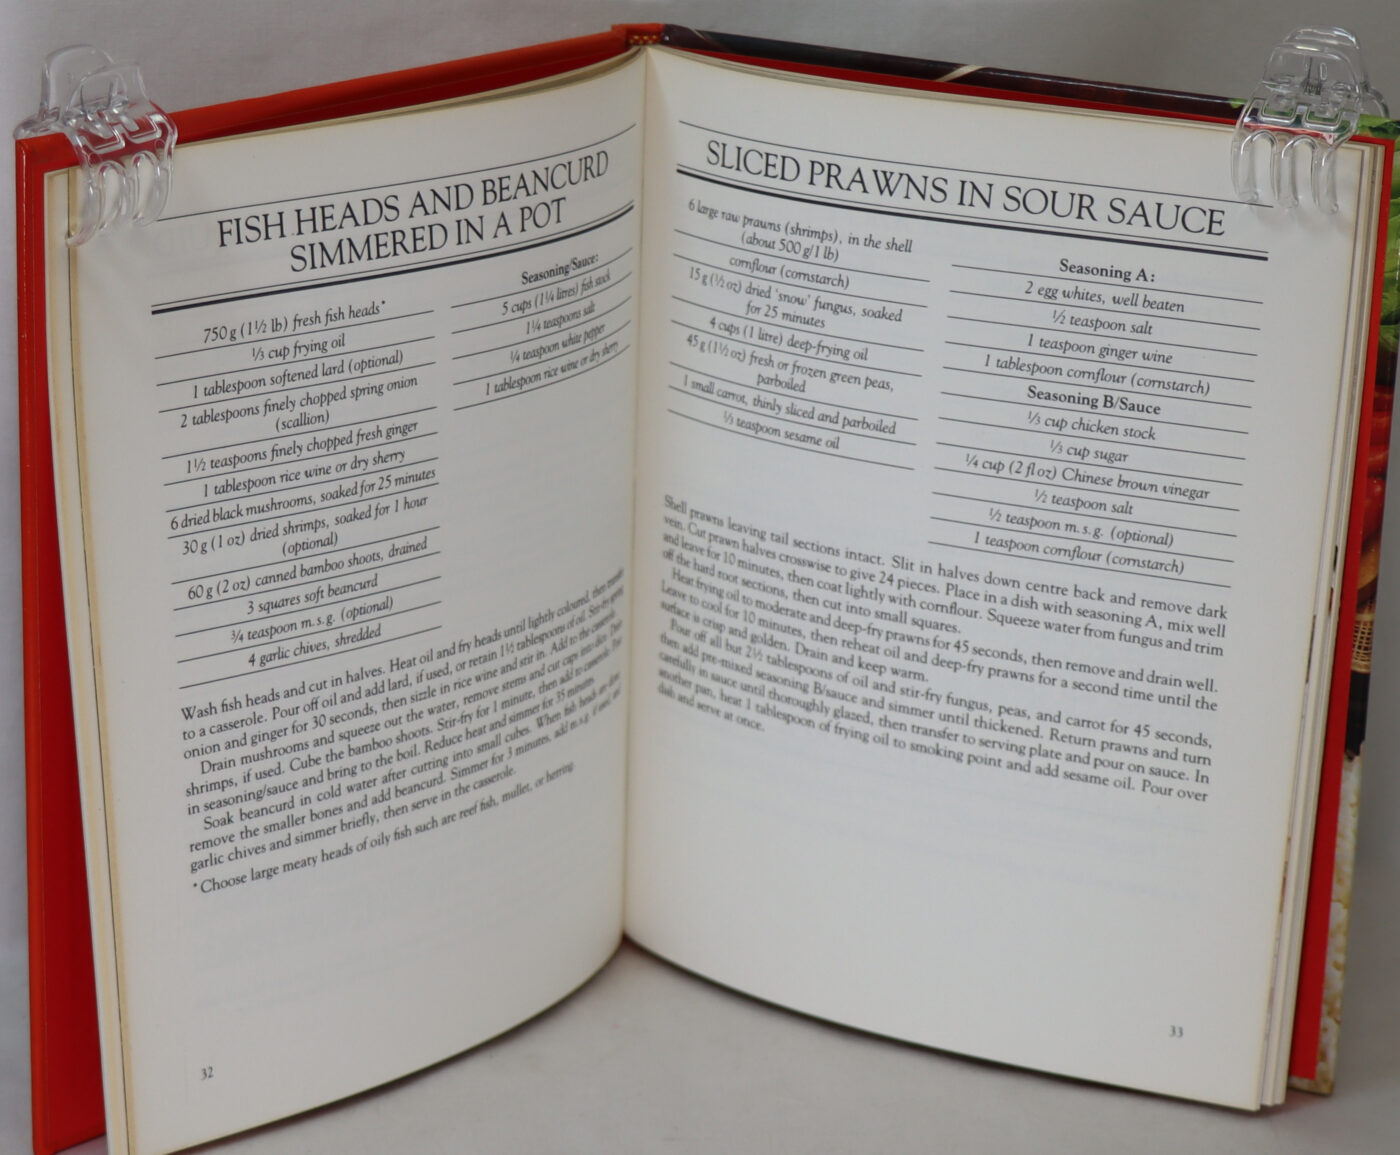 FISH HEADS AND BEANCURD
SIMMERED IN A POT
750 g (1½ lb) fresh fish heads*
⅓ cup frying oil
1 tablespoon softened lard (optional)
2 tablespoons finely chopped spring onion
(scallion)
1½ teaspoons finely chopped fresh ginger
1 tablespoon rice wine or dry sherry
6 dried black mushrooms, soaked for 25 minutes
30 g (1 oz) dried shrimps, soaked for 1 hour
(optional)
60 g (2 oz) canned bamboo shoots, drained
3 squares soft beancurd
¾ teaspoon m.s.g. (optional)
4 garlic chives, shredded
Seasoning/Sauce:
5 cups (1¼ litres) fish stock
1¼ teaspoons salt
¼ teaspoon white pepper
1 tablespoon rice wine or dry sherry
Wash fish heads and cut in halves. Heat oil and fry heads until lightly coloured, then transfer
to a casserole. Pour off oil and add lard, if used, or retain 1½ tablespoons of oil. Stir-fry spring
onion and ginger for 30 seconds, then sizzle in rice wine and stir in. Add to the casserole.
Drain mushrooms and squeeze out the water, remove stems and cut caps into dice. Drain
shrimps, if used. Cube the bamboo shoots. Stir-fry for 1 minute, then add to casserole. Pour
in seasoning/sauce and bring to the boil. Reduce heat and simmer for 35 minutes.
Soak beancurd in cold water after cutting into small cubes. When fish heads are done
remove the smaller bones and add beancurd. Simmer for 3 minutes, add m.s.g. if used, and
garlic chives and simmer briefly, then serve in the casserole.
*Choose large meaty heads of oily fish such are reef fish, mullet, or herring.
32
SLICED PRAWNS IN SOUR SAUCE
6 large raw prawns (shrimps), in the shell
(about 500 g/1 lb)
cornflour (cornstarch)
15 g (½ oz) dried 'snow' fungus, soaked
for 25 minutes
4 cups (1 litre) deep-frying oil
45 g (1½ oz) fresh or frozen green peas,
parboiled
1 small carrot, thinly sliced and parboiled
⅓ teaspoon sesame oil
Seasoning A:
2 egg whites, well beaten
½ teaspoon salt
1 teaspoon ginger wine
1 tablespoon cornflour (cornstarch)
Seasoning B/Sauce
⅓ cup chicken stock
⅓ cup sugar
¼ cup (2 fl oz) Chinese brown vinegar
½ teaspoon salt
½ teaspoon m.s.g. (optional)
1 teaspoon cornflour (cornstarch)
Shell prawns leaving tail sections intact. Slit in halves down centre back and remove dark
vein. Cut prawn halves crosswise to give 24 pieces. Place in a dish with seasoning A, mix well
and leave for 10 minutes, then coat lightly with cornflour. Squeeze water from fungus and trim
off the hard root sections, then cut into small squares.
Heat frying oil to moderate and deep-fry prawns for 45 seconds, then remove and drain well.
Leave to cool for 10 minutes, then reheat oil and deep-fry prawns for a second time until the
surface is crisp and golden. Drain and keep warm.
Pour off all but 2½ tablespoons of oil and stir-fry fungus, peas, and carrot for 45 seconds,
then add pre-mixed seasoning B/sauce and simmer until thickened. Return prawns and turn
carefully in sauce until thoroughly glazed, then transfer to serving plate and pour on sauce. In
another pan, heat 1 tablespoon of frying oil to smoking point and add sesame oil. Pour over
dish and serve at once.
33